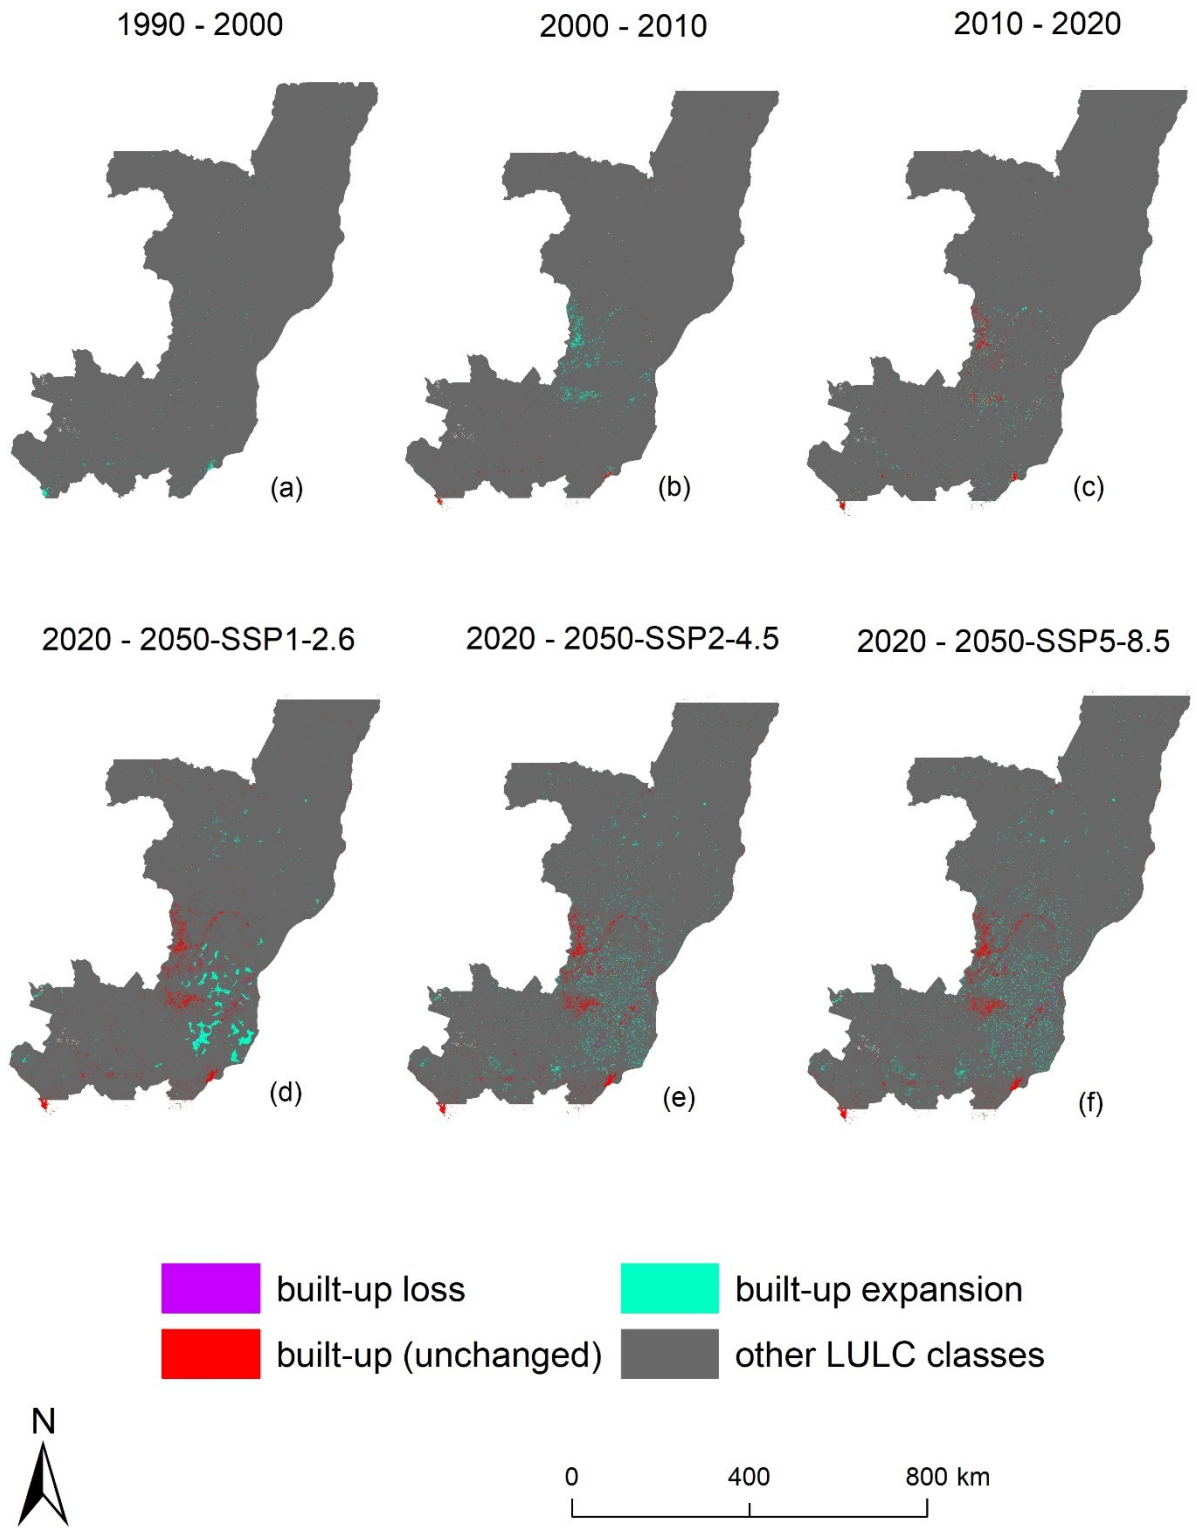 1990 - 2000
2000 - 2010
2010 - 2020
(a)
(b)
(c)
2020 - 2050-SSP1-2.6
2020 - 2050-SSP2-4.5
2020 - 2050-SSP5-8.5
(d)
(e)
(f)
built-up loss
built-up expansion
built-up (unchanged)
other LULC classes
N
0 400 800 km